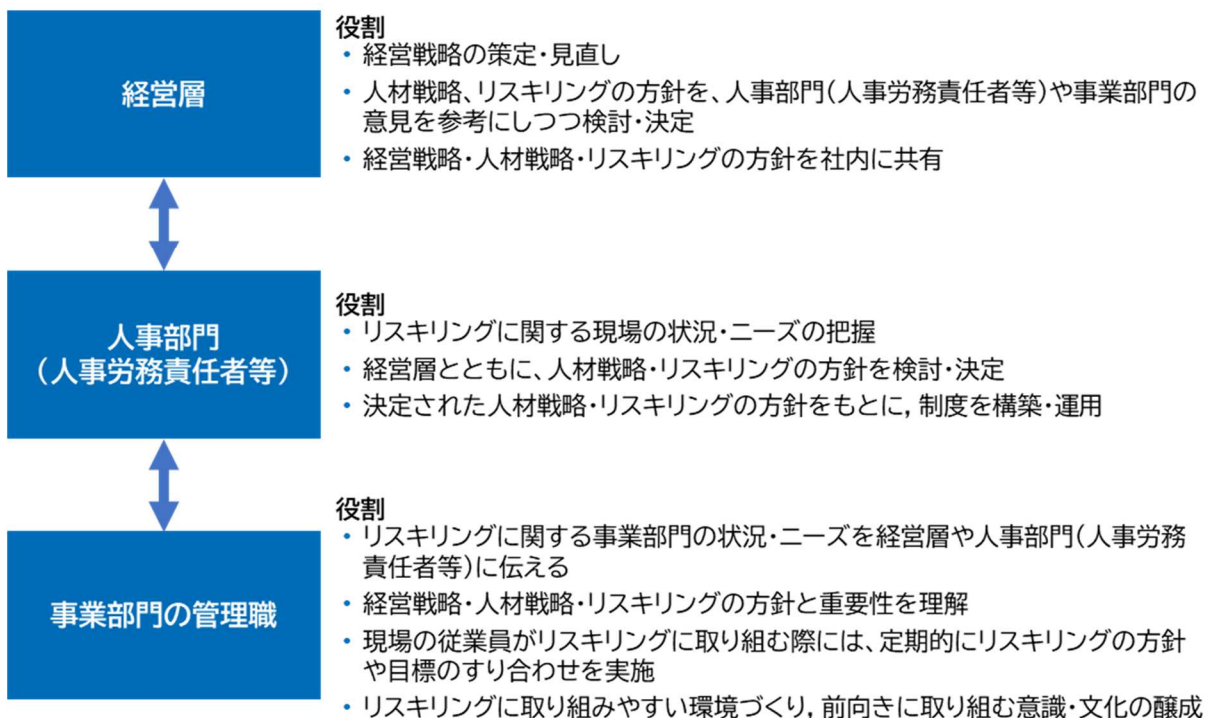 経営層
役割
• 経営戦略の策定・見直し
• 人材戦略、リスキリングの方針を、人事部門(人事労務責任者等)や事業部門の
意見を参考にしつつ検討・決定
• 経営戦略・人材戦略・リスキリングの方針を社内に共有
人事部門
(人事労務責任者等)
役割
• リスキリングに関する現場の状況・ニーズの把握
• 経営層とともに、人材戦略・リスキリングの方針を検討・決定
• 決定された人材戦略・リスキリングの方針をもとに, 制度を構築・運用
事業部門の管理職
役割
• リスキリングに関する事業部門の状況・ニーズを経営層や人事部門(人事労務
責任者等)に伝える
• 経営戦略・人材戦略・リスキリングの方針と重要性を理解
• 現場の従業員がリスキリングに取り組む際には、定期的にリスキリングの方針
や目標のすり合わせを実施
• リスキリングに取り組みやすい環境づくり, 前向きに取り組む意識・文化の醸成